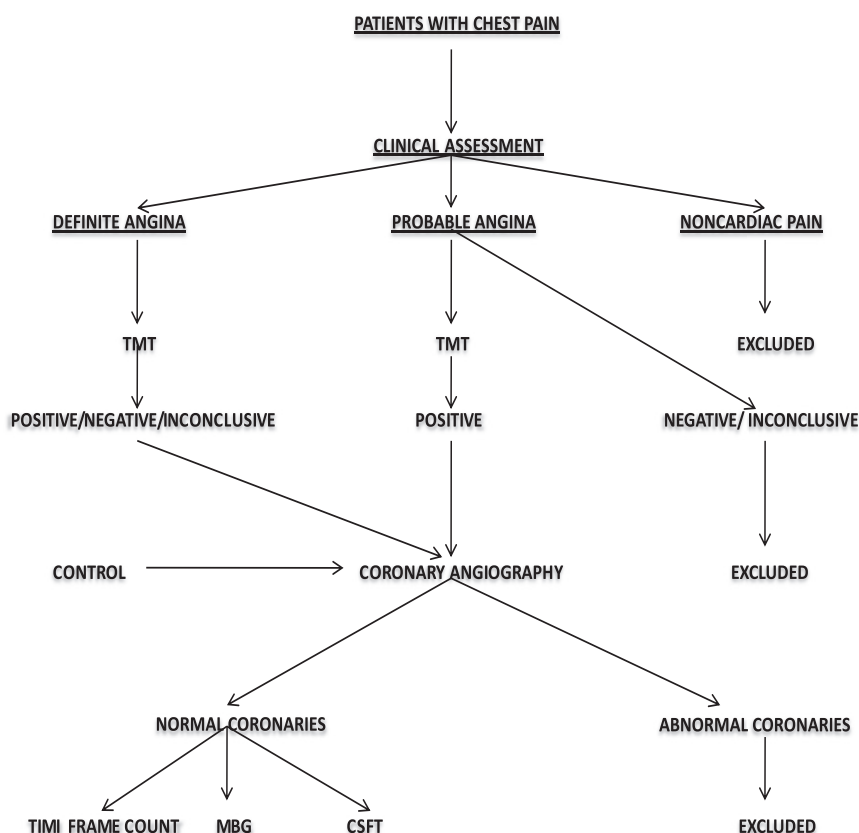 PATIENTS WITH CHEST PAIN
CLINICAL ASSESSMENT
DEFINITE ANGINA
PROBABLE ANGINA
NONCARDIAC PAIN
TMT
TMT
EXCLUDED
POSITIVE/NEGATIVE/INCONCLUSIVE
POSITIVE
NEGATIVE/ INCONCLUSIVE
CONTROL
CORONARY ANGIOGRAPHY
EXCLUDED
NORMAL CORONARIES
ABNORMAL CORONARIES
TIMI FRAME COUNT
MBG
CSFT
EXCLUDED